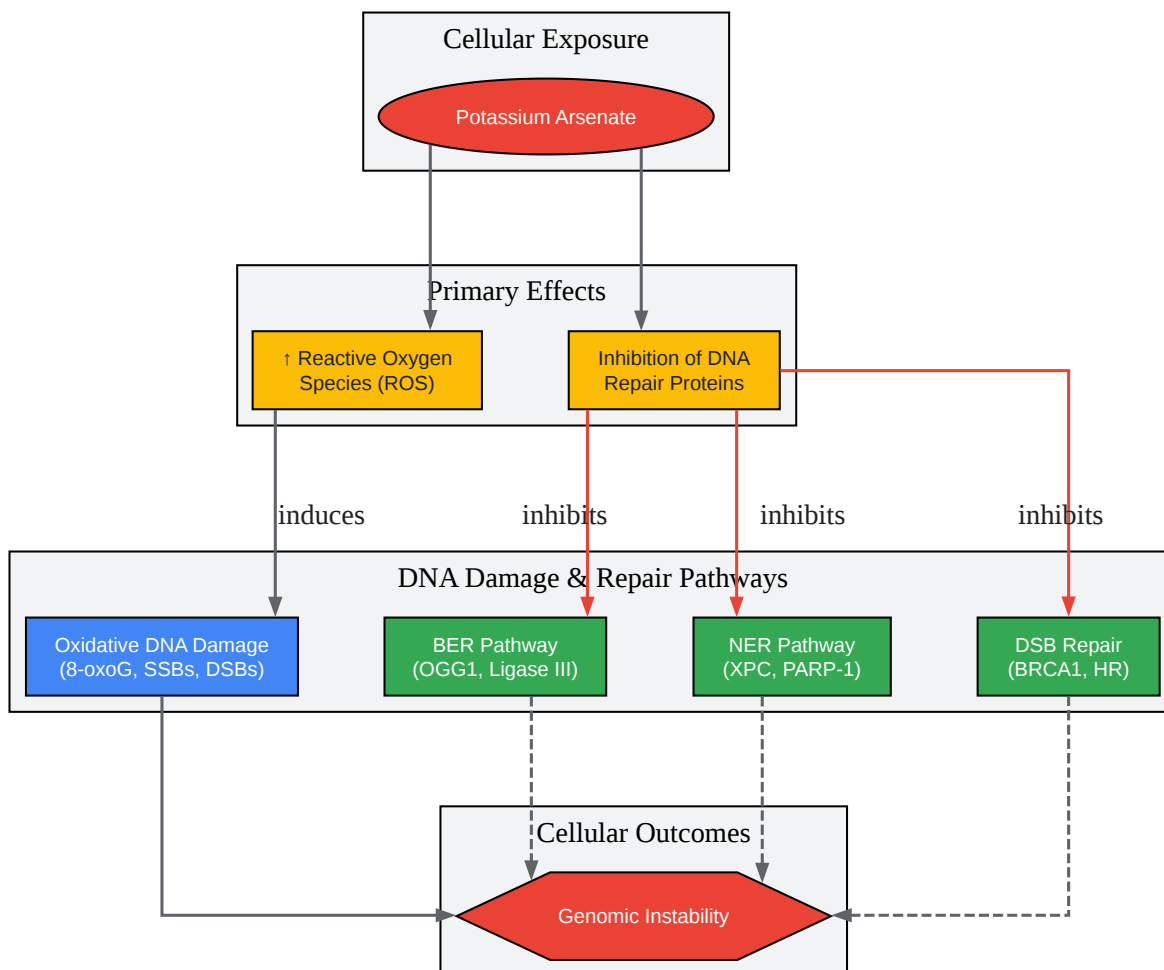 Cellular Exposure
Potassium Arsenate
Primary Effects
↑ Reactive Oxygen
Species (ROS)
Inhibition of DNA
Repair Proteins
induces
inhibits
inhibits
inhibits
DNA Damage & Repair Pathways
Oxidative DNA Damage
(8-oxoG, SSBs, DSBs)
BER Pathway
(OGG1, Ligase III)
NER Pathway
(XPC, PARP-1)
DSB Repair
(BRCA1, HR)
Cellular Outcomes
Genomic Instability